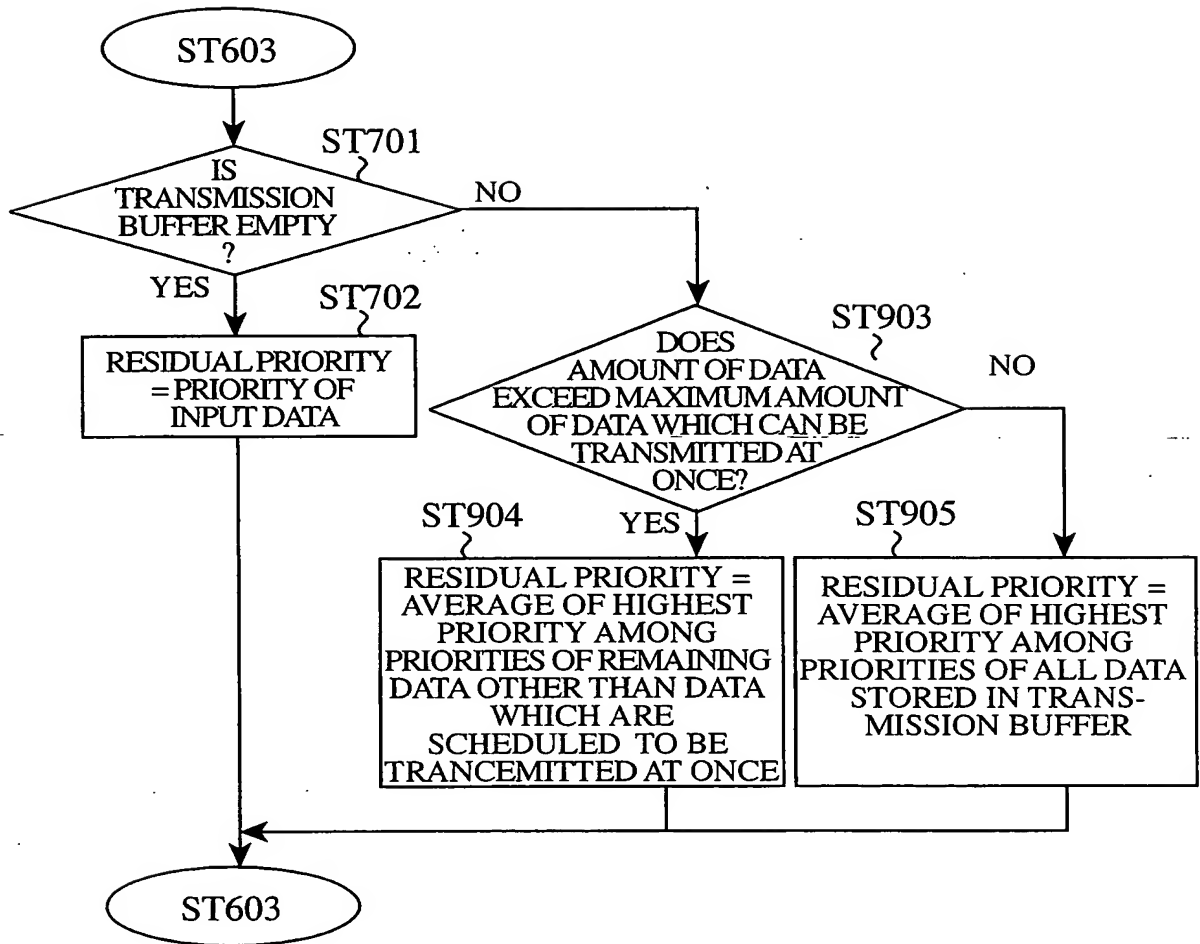 ST603
ST701
IS
TRANSMISSION
BUFFER EMPTY
?
NO
YES
ST702
RESIDUAL PRIORITY
= PRIORITY OF
INPUT DATA
ST903
DOES
AMOUNT OF DATA
EXCEED MAXIMUM AMOUNT
OF DATA WHICH CAN BE
TRANSMITTED AT
ONCE?
NO
YES
ST904
RESIDUAL PRIORITY =
AVERAGE OF HIGHEST
PRIORITY AMONG
PRIORITIES OF REMAINING
DATA OTHER THAN DATA
WHICH ARE
SCHEDULED TO BE
TRANCEMITTED AT ONCE
ST905
RESIDUAL PRIORITY =
AVERAGE OF HIGHEST
PRIORITY AMONG
PRIORITIES OF ALL DATA
STORED IN TRANS-
MISSION BUFFER
ST603